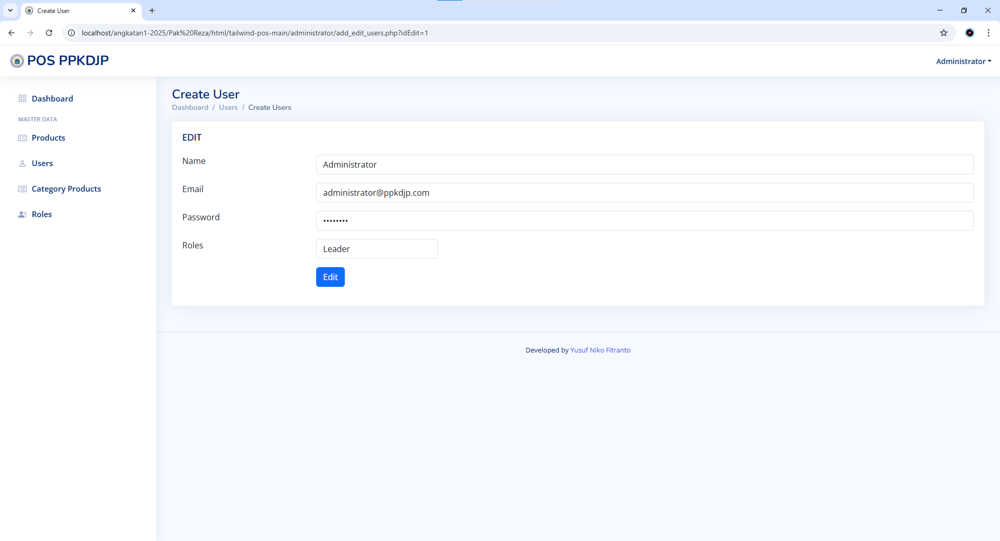 Create User
localhost/angkatan1-2025/Pak%20Reza/html/tailwind-pos-main/administrator/add_edit_users.php?idEdit=1
POS PPKDJP
Administrator
Dashboard
MASTER DATA
Products
Users
Category Products
Roles
Create User
Dashboard / Users / Create Users
EDIT
Name
Administrator
Email
administrator@ppkdjp.com
Password
••••••••
Roles
Leader
Edit
Developed by Yusuf Niko Fitranto